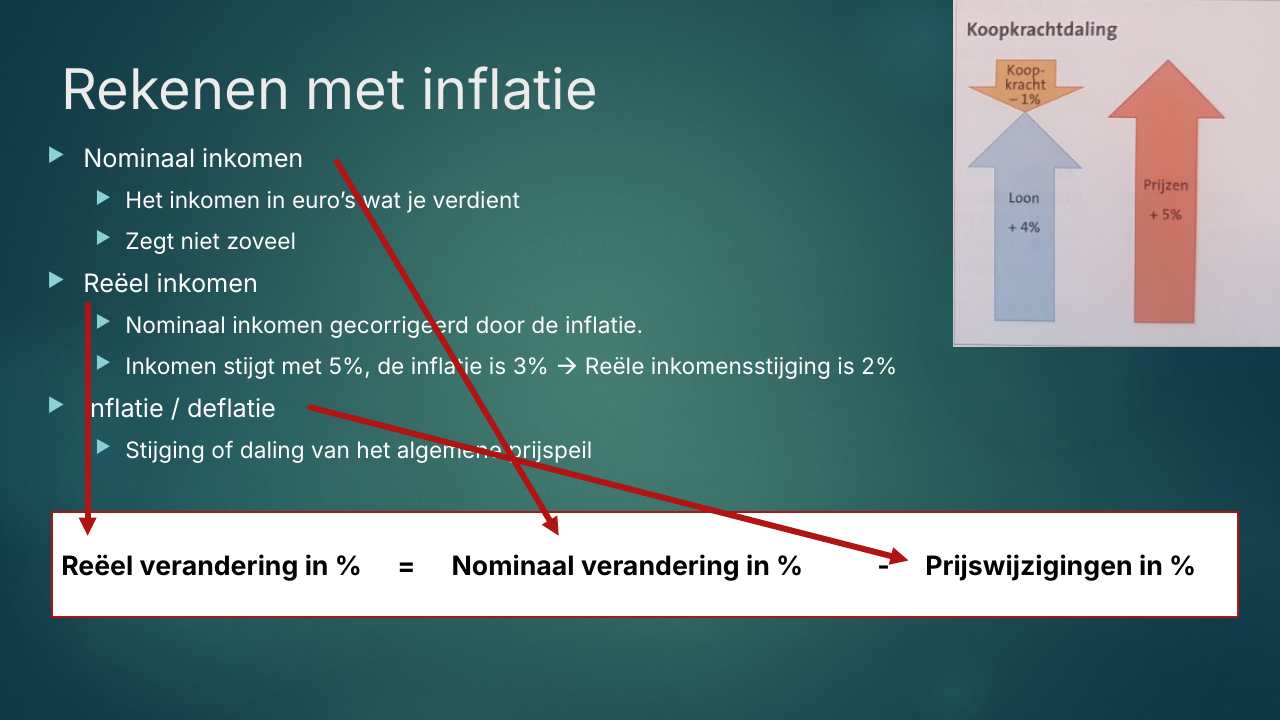 Rekenen met inflatie
Nominaal inkomen
Het inkomen in euro's wat je verdient
Zegt niet zoveel
Reëel inkomen
Nominaal inkomen gecorrigeerd door de inflatie.
Inkomen stijgt met 5%, de inflatie is 3% → Reële inkomensstijging is 2%
Inflatie / deflatie
Stijging of daling van het algemene prijspeil
Reëel verandering in % = Nominaal verandering in % - Prijswijzigingen in %
Koopkrachtdaling
Koop-
kracht
– 1%
Loon
+ 4%
Prijzen
+ 5%